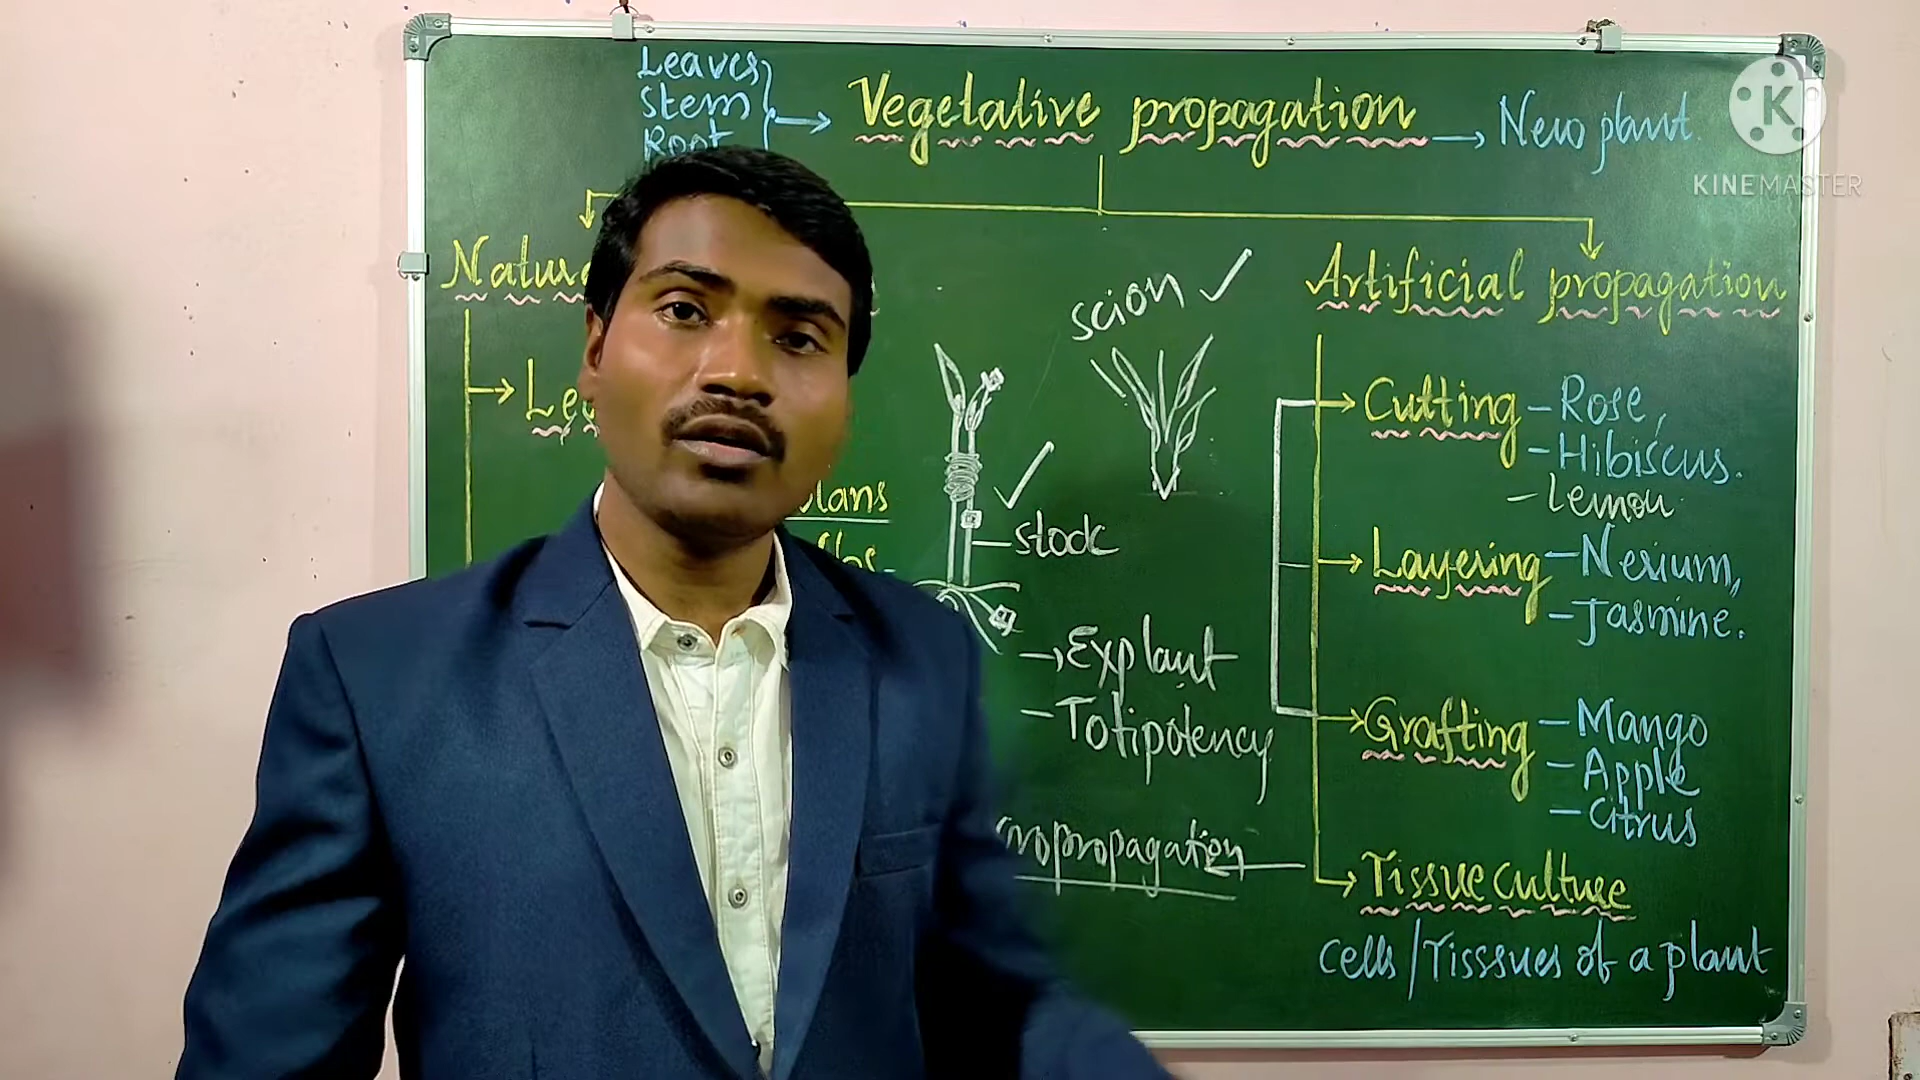 Leaves
Stem
Root
Vegetative propagation
New plant.
KINEMASTER
Artificial propagation
scion
Cutting - Rose,
- Hibiscus.
- Lemon
stock
Layering - Nerium,
- Jasmine.
Explant
- Totipotency
Grafting - Mango
- Apple
- Citrus
Tissue culture
Cells / Tisssues of a plant